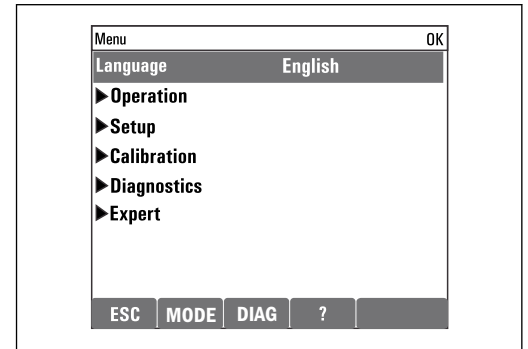 Menu OK
Language English
▶Operation
▶Setup
▶Calibration
▶Diagnostics
▶Expert
ESC MODE DIAG ?